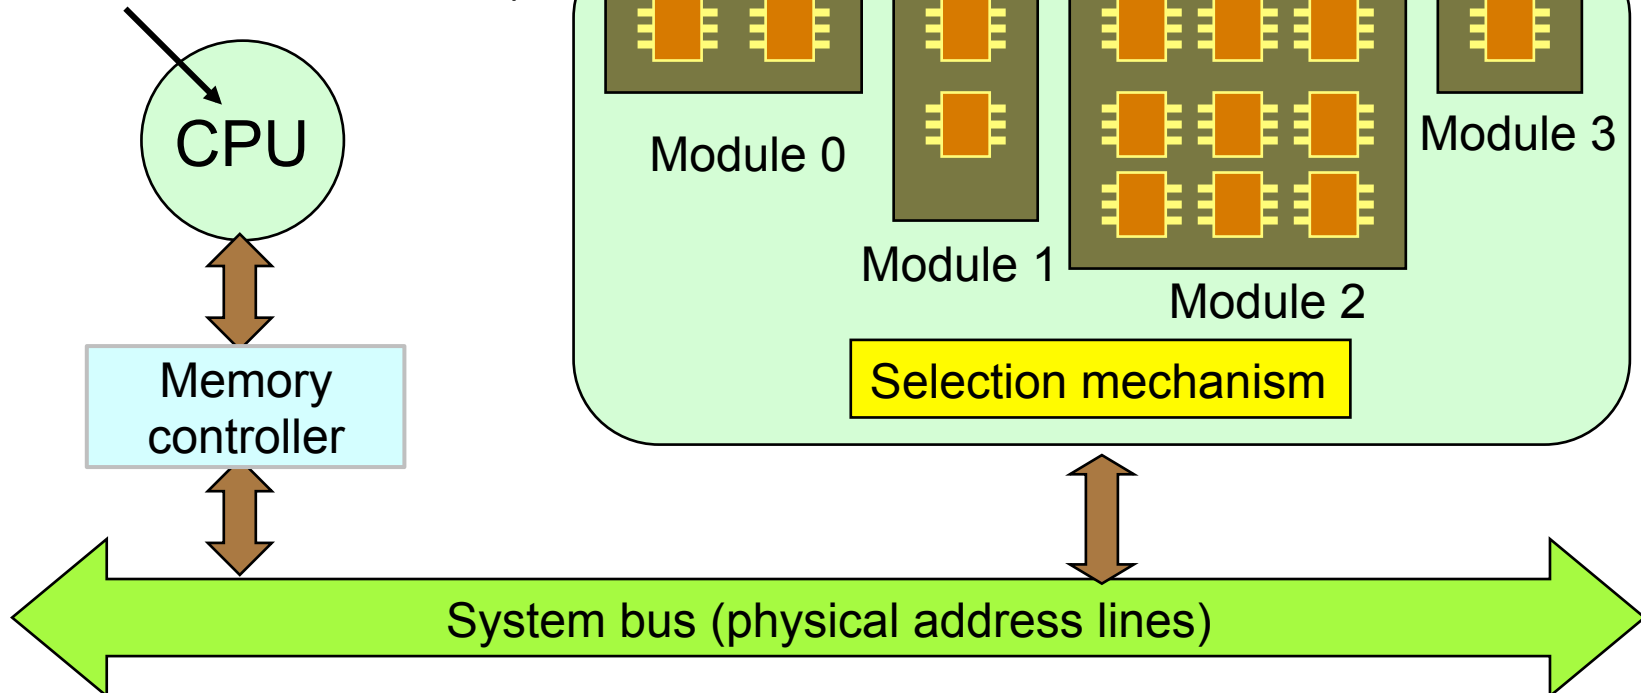 CPU
Module 0
Module 1
Module 2
Module 3
Memory
controller
Selection mechanism
System bus (physical address lines)